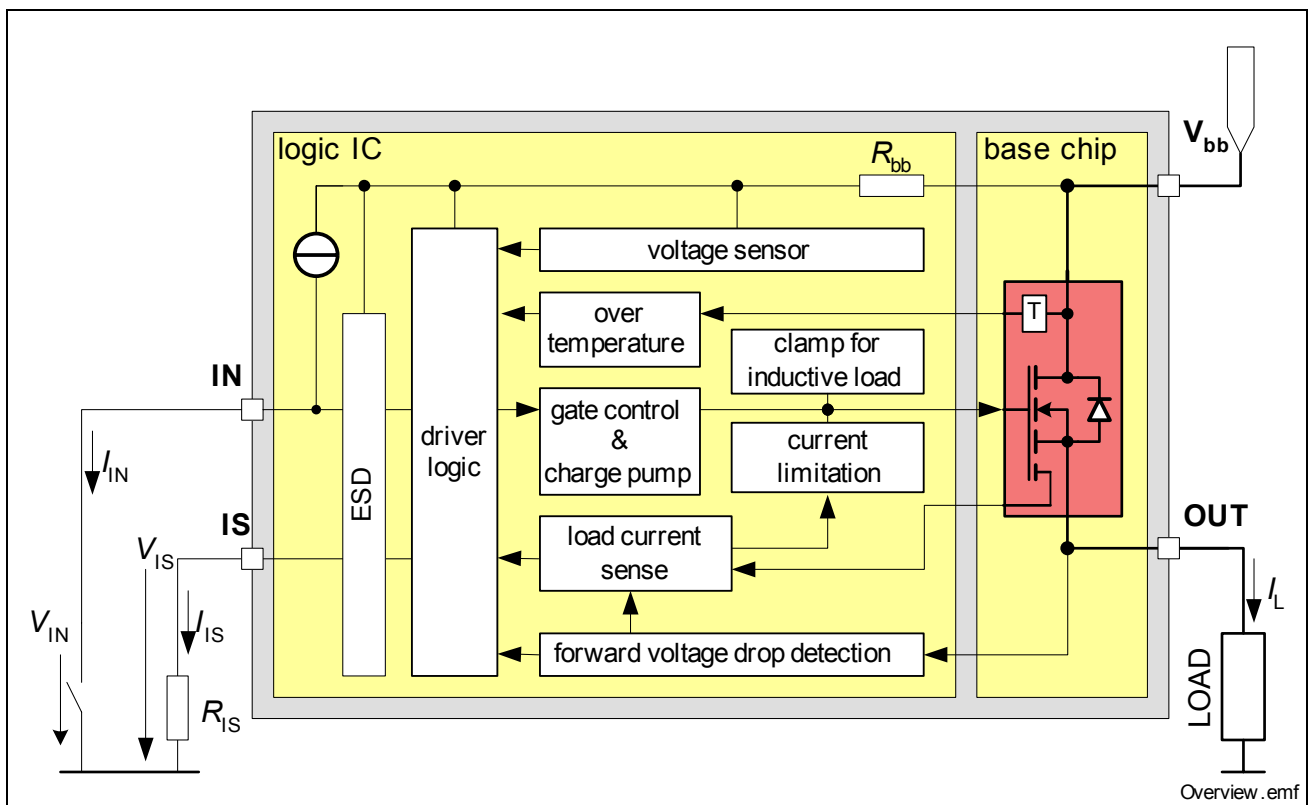 logic IC
R_bb
base chip
V_bb
voltage sensor
over
temperature
T
clamp for
inductive load
IN
driver
logic
gate control
&
charge pump
current
limitation
I_IN
ESD
IS
OUT
V_IS
load current
sense
I_L
V_IN
I_IS
forward voltage drop detection
R_IS
LOAD
Overview.emf